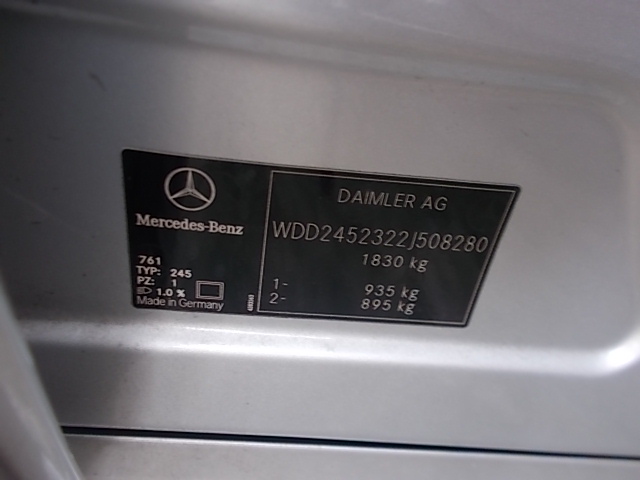 Mercedes-Benz
761
TYP: 245
PZ: 1
1.0 %
Made in Germany
DAIMLER AG
WDD2452322J508280
1830 kg
1- 935 kg
2- 895 kg